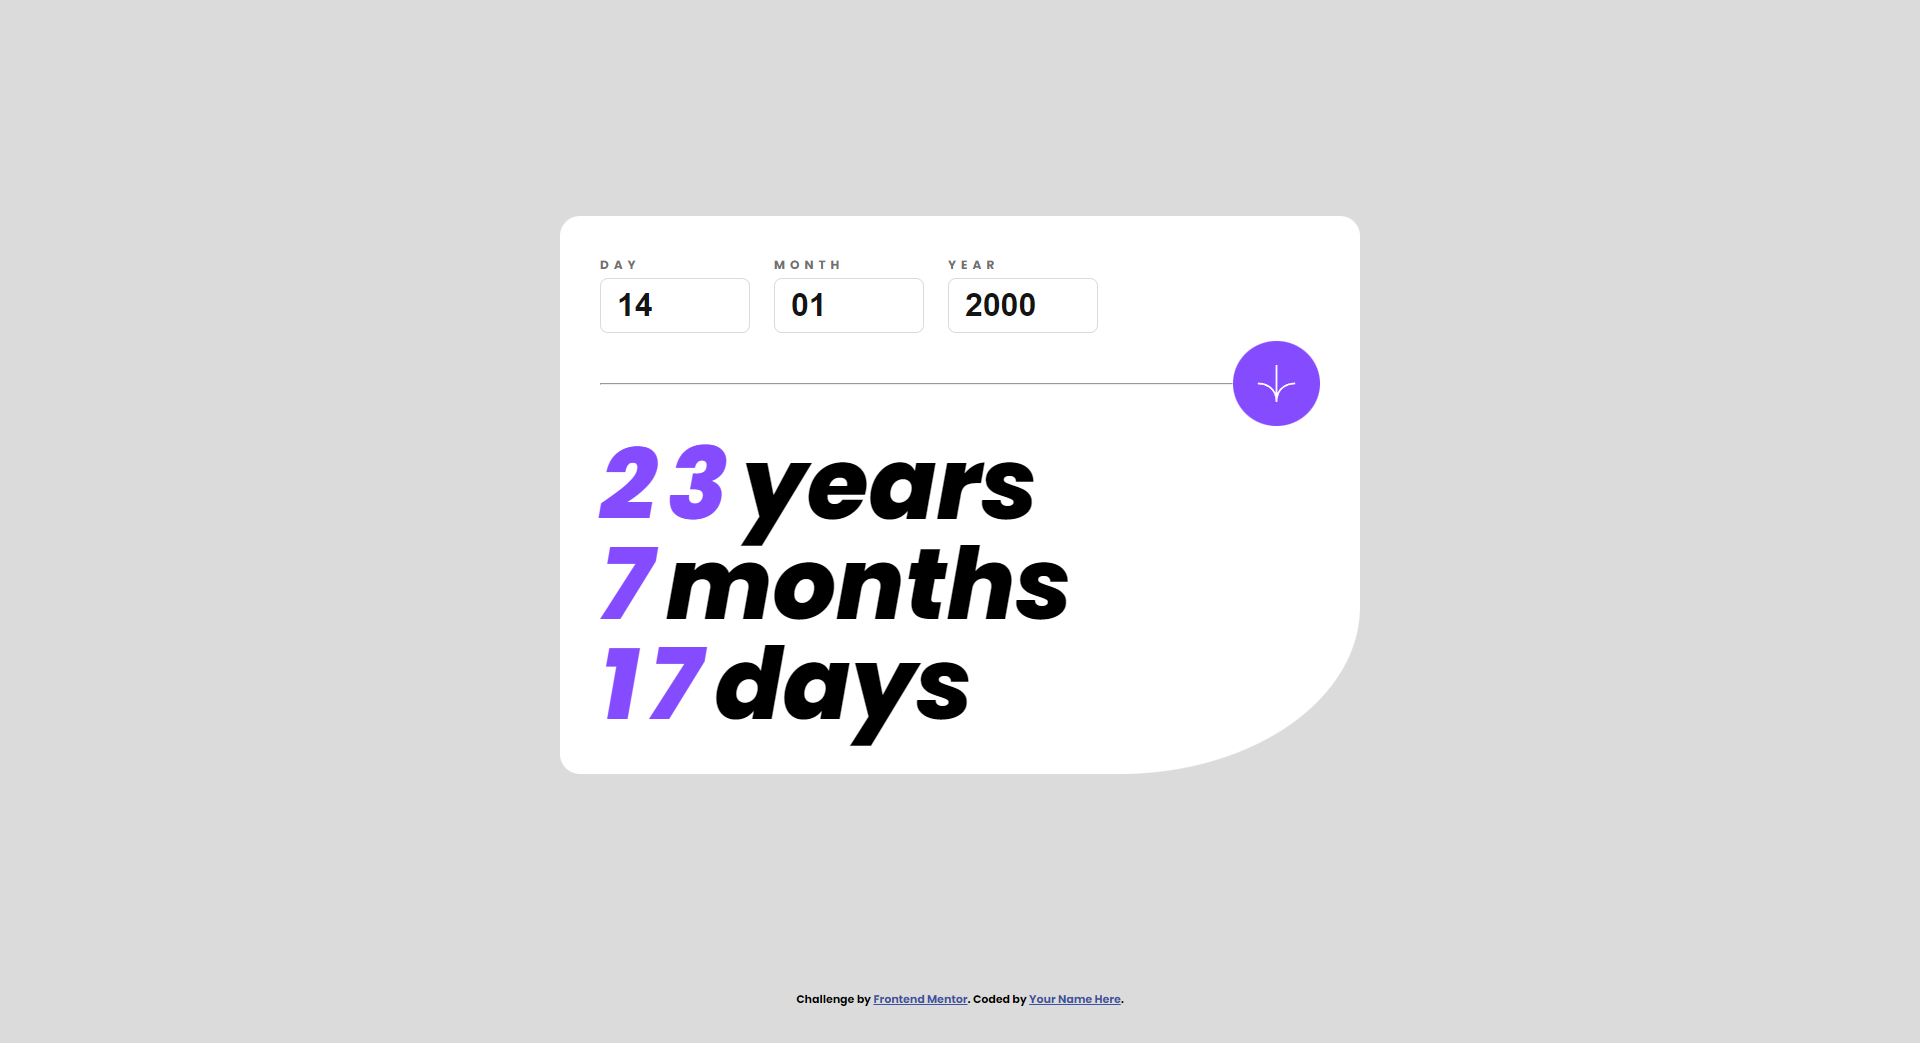 DAY MONTH YEAR
14 01 2000
23 years
7 months
17 days
Challenge by Frontend Mentor. Coded by Your Name Here.